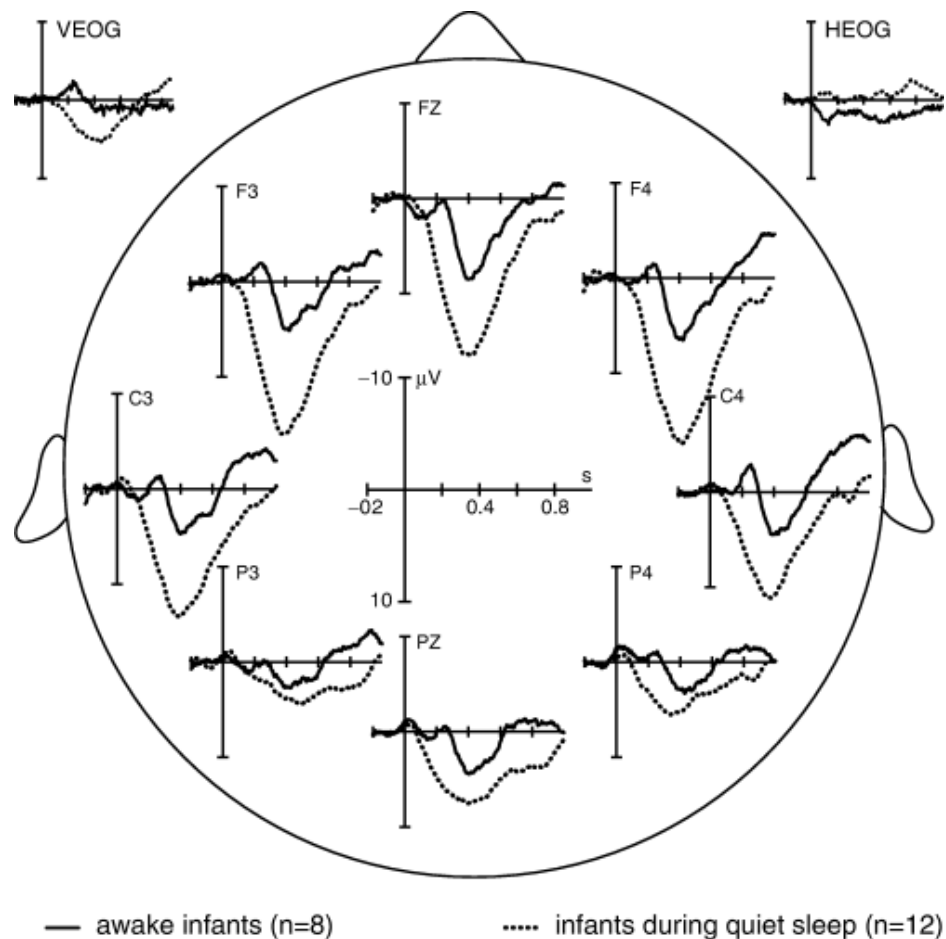 VEOG
HEOG
FZ
F3
F4
−10
μV
C3
C4
s
−02
0.4
0.8
P3
P4
10
PZ
awake infants (n=8)
infants during quiet sleep (n=12)